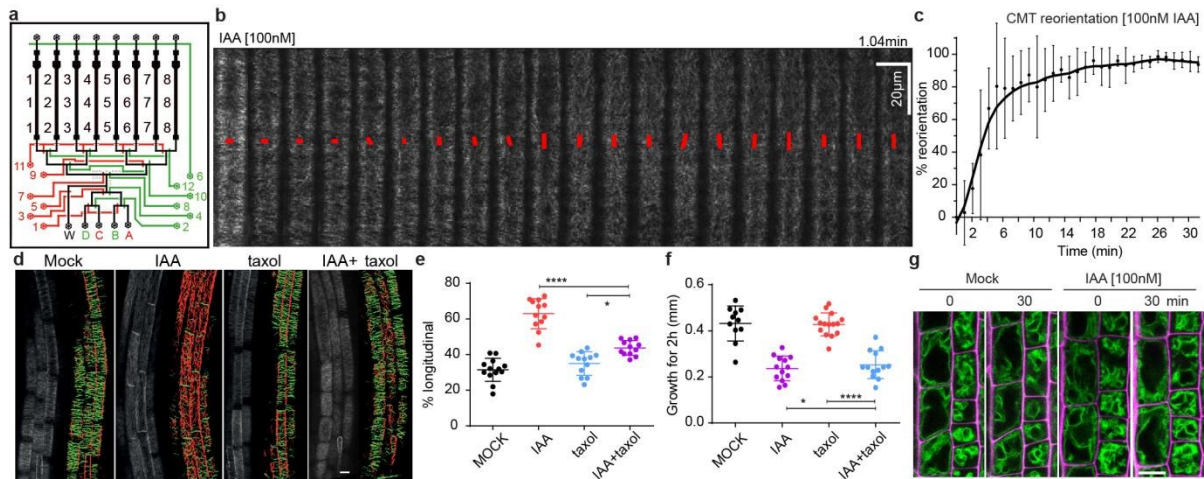 a
1 2 3 4 5 6 7 8
1 2 3 4 5 6 7 8
1 2 3 4 5 6 7 8
11
9
7
5
3
1
6
12
10
8
4
2
W D C B A
b
IAA [100nM]
1.04min
20µm
c
CMT reorientation [100nM IAA]
% reorientation
100
80
60
40
20
0
2 6 10 14 18 22 26 30
Time (min)
d
Mock IAA taxol IAA+ taxol
e
% longitudinal
80
60
40
20
0
****
*
MOCK IAA taxol IAA+taxol
f
Growth for 2h (mm)
0.6
0.4
0.2
0.0
* ****
MOCK IAA taxol IAA+taxol
g
Mock IAA [100nM]
0 30 0 30 min